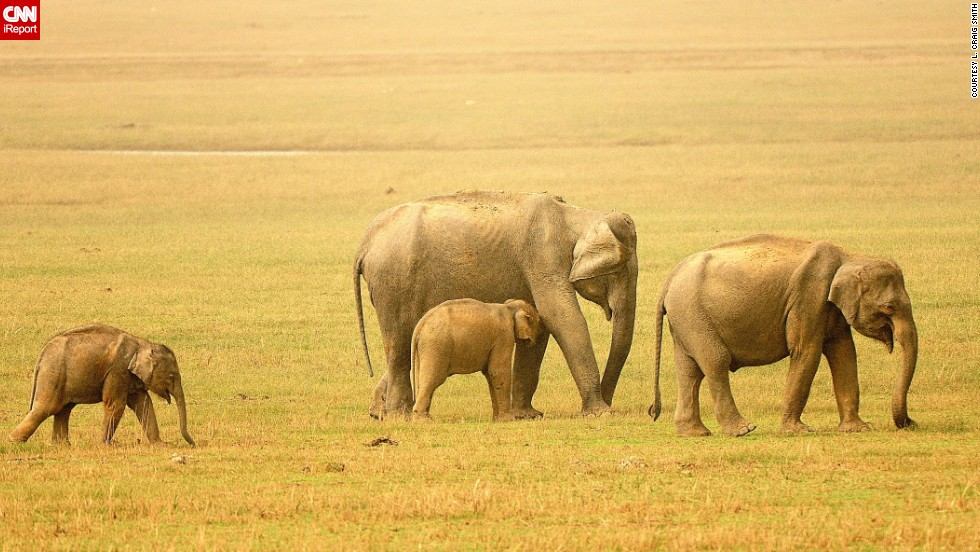 CNN
iReport
COURTESY L. CRAIG SMITH